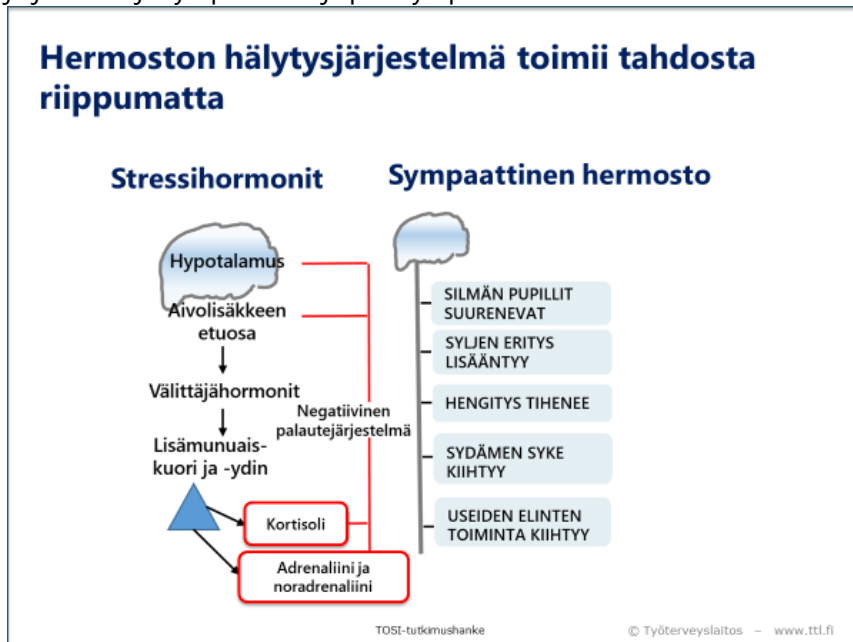 Hermoston hälytysjärjestelmä toimii tahdosta
riippumatta
Stressihormonit
Hypotalamus
Aivolisäkkeen
etuosa
Välittäjähormonit
Negatiivinen
palautejärjestelmä
Lisämunuais-
kuori ja -ydin
Kortisoli
Adrenaliini ja
noradrenaliini
Sympaattinen hermosto
SILMÄN PUPILLIT
SUURENEVAT
SYLJEN ERITYS
LISÄÄNTYY
HENGITYS TIHENEE
SYDÄMEN SYKE
KIIHTYY
USEIDEN ELINTEN
TOIMINTA KIIHTYY
TOSI-tutkimushanke
© Työterveyslaitos – www.ttl.fi